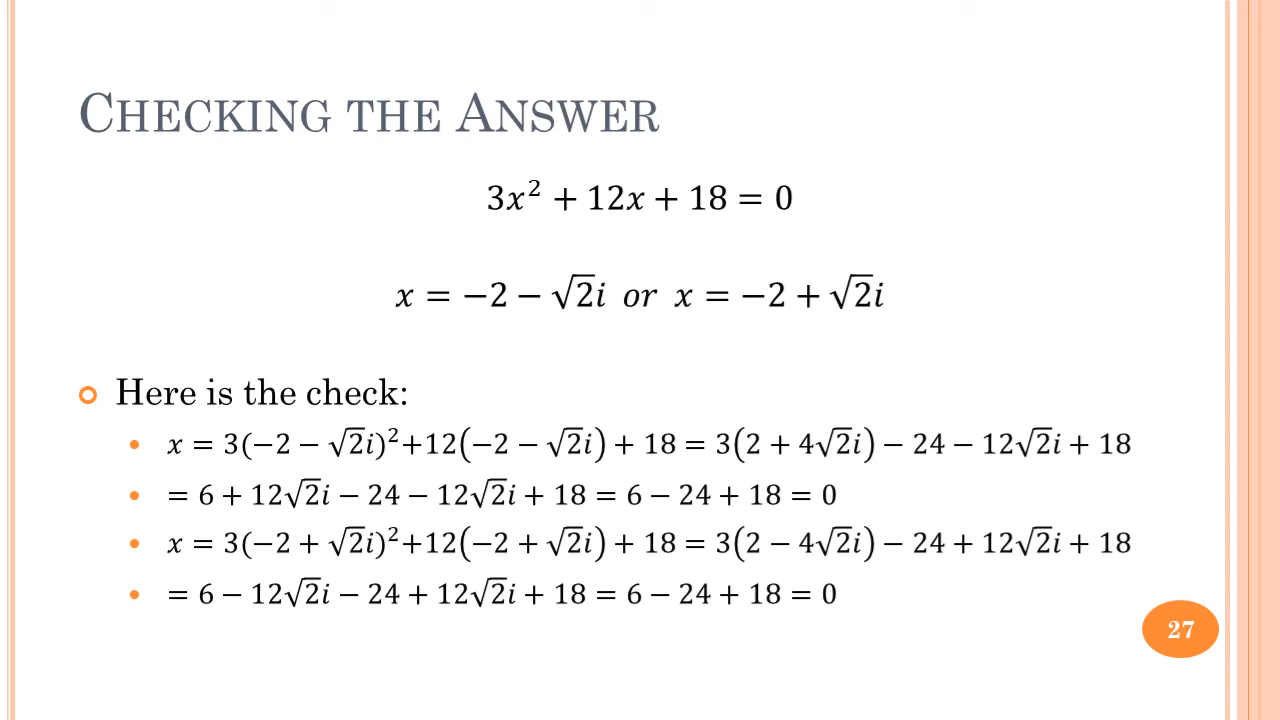 CHECKING THE ANSWER
3x² + 12x + 18 = 0
x = −2 − √2i or x = −2 + √2i
Here is the check:
x = 3(−2 − √2i)²+12(−2 − √2i) + 18 = 3(2 + 4√2i) − 24 − 12√2i + 18
= 6 + 12√2i − 24 − 12√2i + 18 = 6 − 24 + 18 = 0
x = 3(−2 + √2i)²+12(−2 + √2i) + 18 = 3(2 − 4√2i) − 24 + 12√2i + 18
= 6 − 12√2i − 24 + 12√2i + 18 = 6 − 24 + 18 = 0
27